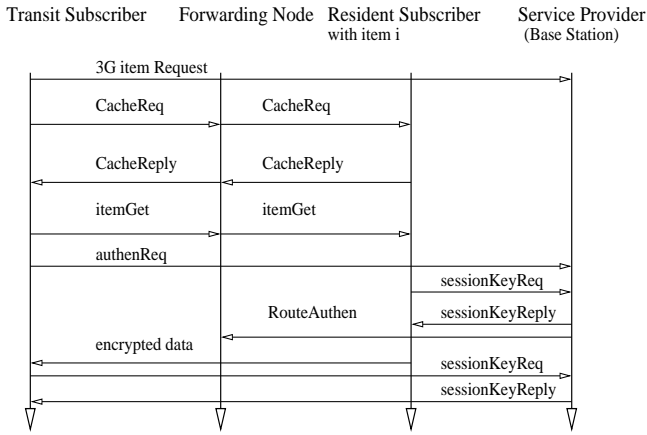 Transit Subscriber Forwarding Node Resident Subscriber Service Provider
with item i (Base Station)
3G item Request
CacheReq CacheReq
CacheReply CacheReply
itemGet itemGet
authenReq
sessionKeyReq
RouteAuthen sessionKeyReply
encrypted data
sessionKeyReq
sessionKeyReply